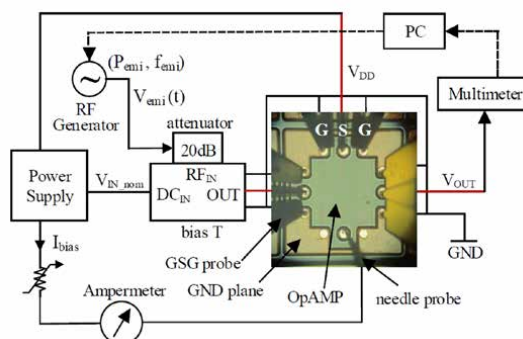 PC
(P_emi , f_emi)
V_DD
RF
Generator
V_emi(t)
Multimeter
attenuator
20dB
G S G
Power
Supply
V_IN_nom
RF_IN
DC_IN OUT
V_OUT
bias T
I_bias
GSG probe
GND
GND plane
OpAMP
needle probe
Ampermeter